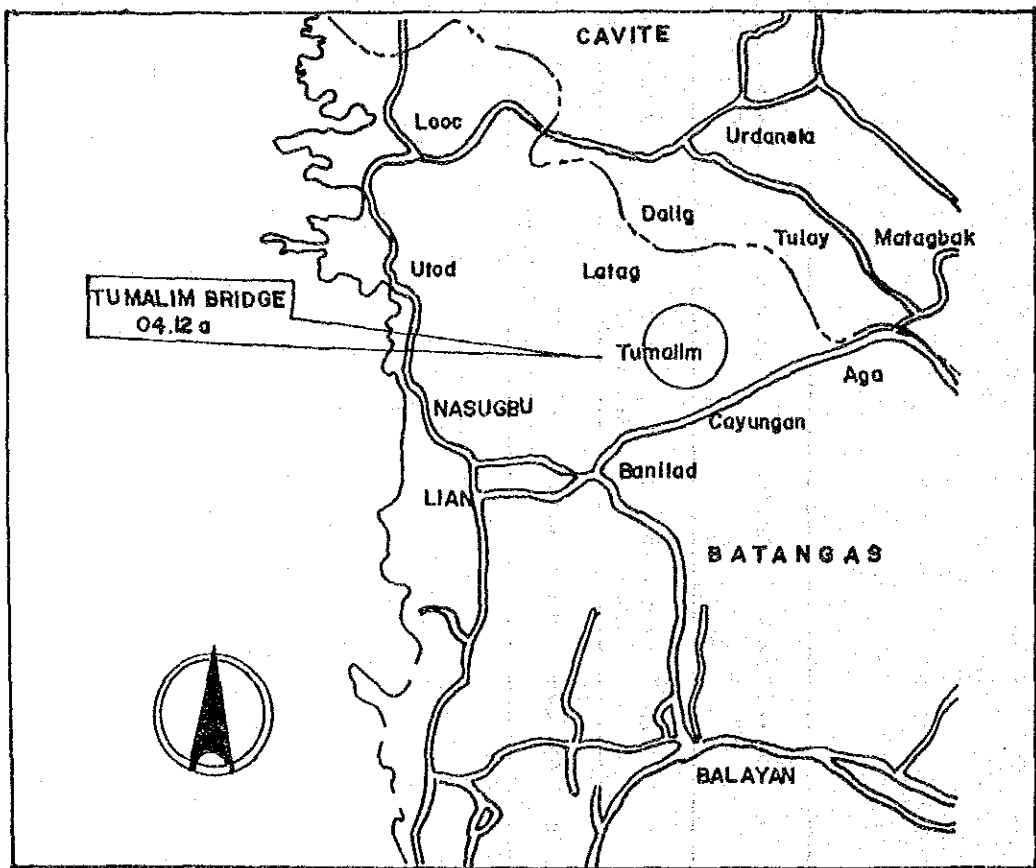 CAVITE
Looc
Urdaneta
Dalig
Tulay
Matagbak
Utod
Latag
TUMALIM BRIDGE
04.12 a
Tumalim
Aga
NASUGBU
Cayungan
Banilad
LIAN
BATANGAS
BALAYAN